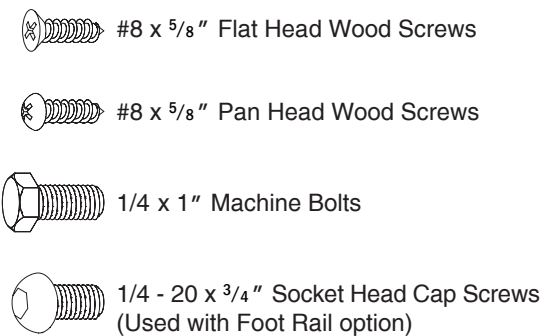 #8 x 5/8" Flat Head Wood Screws
#8 x 5/8" Pan Head Wood Screws
1/4 x 1" Machine Bolts
1/4 - 20 x 3/4" Socket Head Cap Screws
(Used with Foot Rail option)